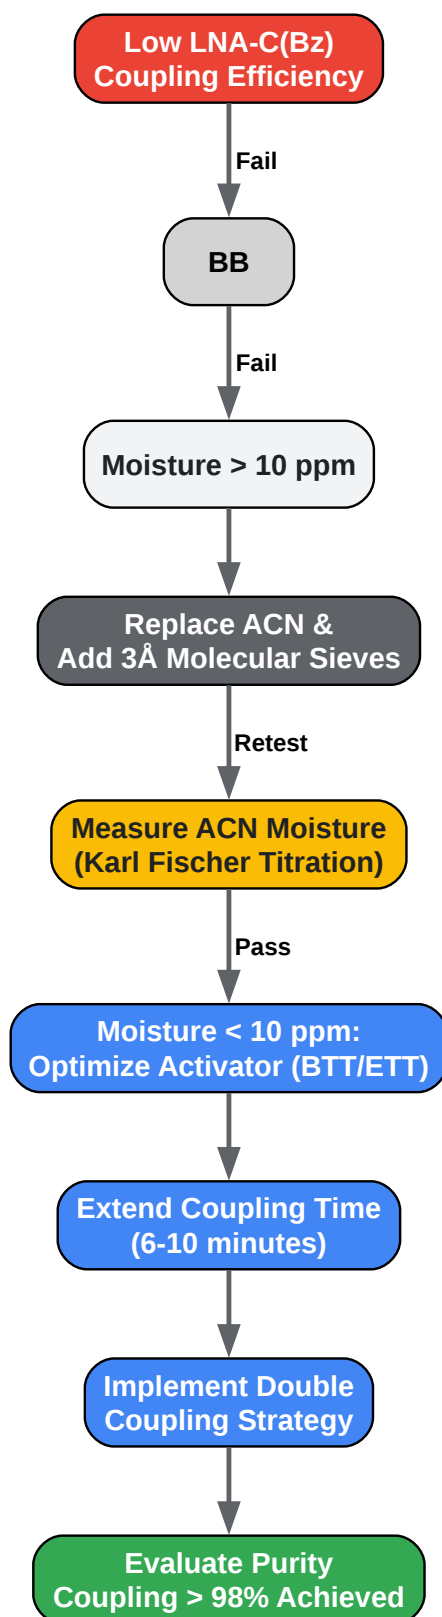 Low LNA-C(Bz)
Coupling Efficiency
Fail
BB
Fail
Moisture > 10 ppm
Replace ACN &
Add 3Å Molecular Sieves
Retest
Measure ACN Moisture
(Karl Fischer Titration)
Pass
Moisture < 10 ppm:
Optimize Activator (BTT/ETT)
Extend Coupling Time
(6-10 minutes)
Implement Double
Coupling Strategy
Evaluate Purity
Coupling > 98% Achieved